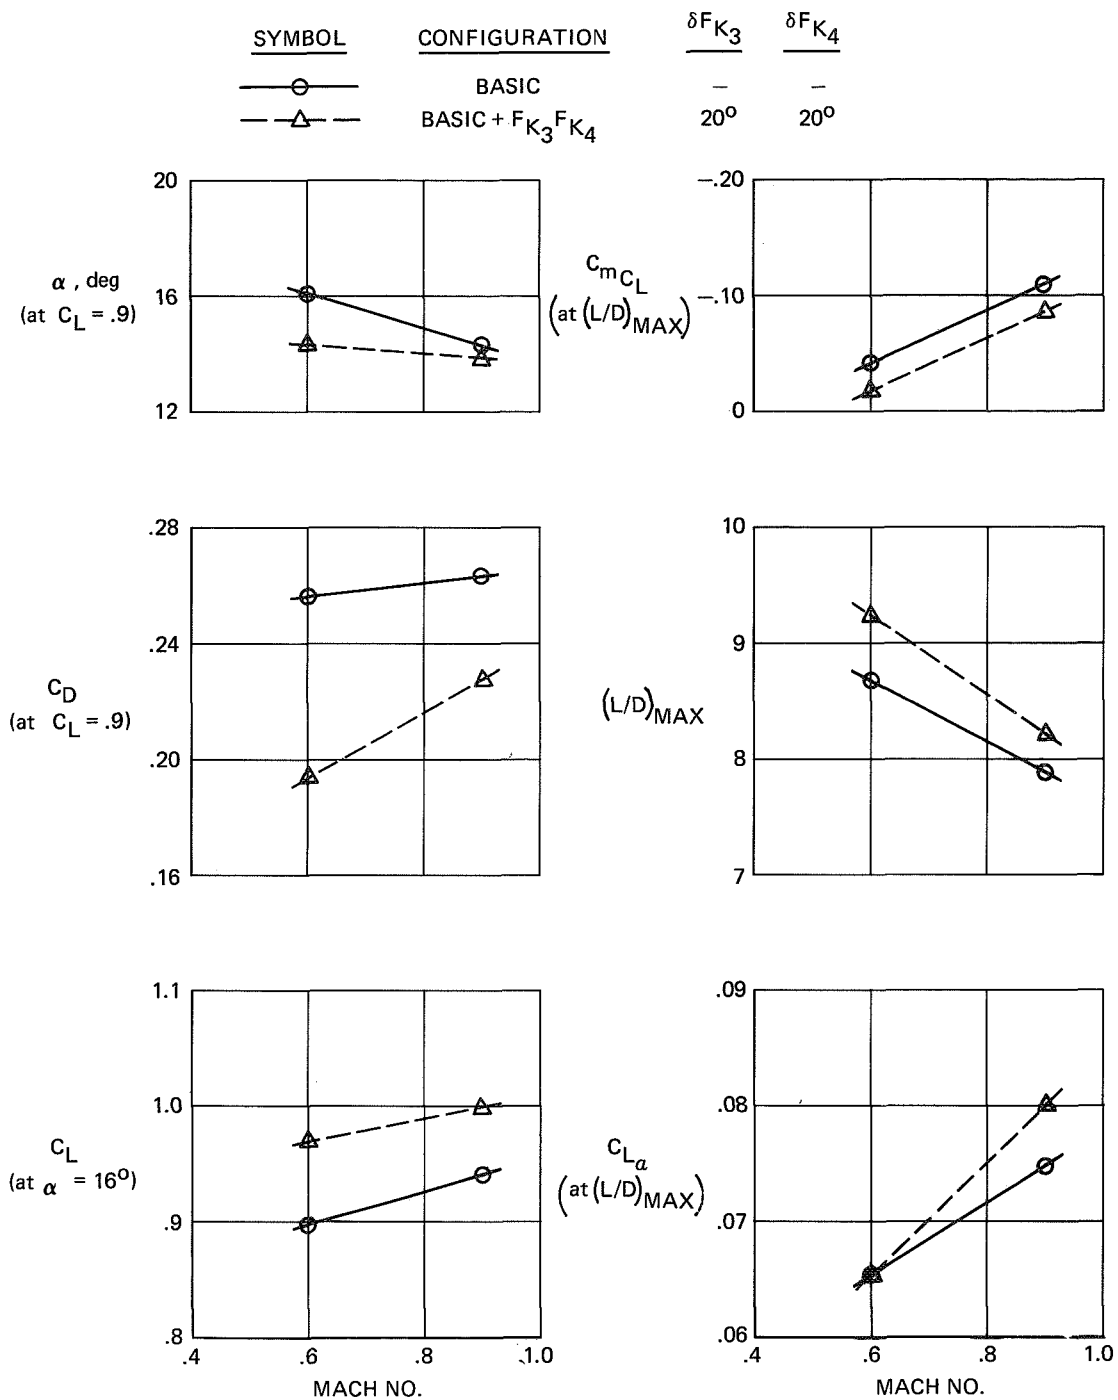 SYMBOL CONFIGURATION δFK3 δFK4
BASIC – –
BASIC + FK3FK4 20° 20°
20
16
12
α , deg
(at CL = .9)
–.20
–.10
0
CmCL
(at (L/D)MAX)
.28
.24
.20
.16
CD
(at CL = .9)
10
9
8
7
(L/D)MAX
1.1
1.0
.9
.8
CL
(at α = 16°)
.4 .6 .8 1.0
MACH NO.
.09
.08
.07
.06
CLα
(at (L/D)MAX)
.4 .6 .8 1.0
MACH NO.